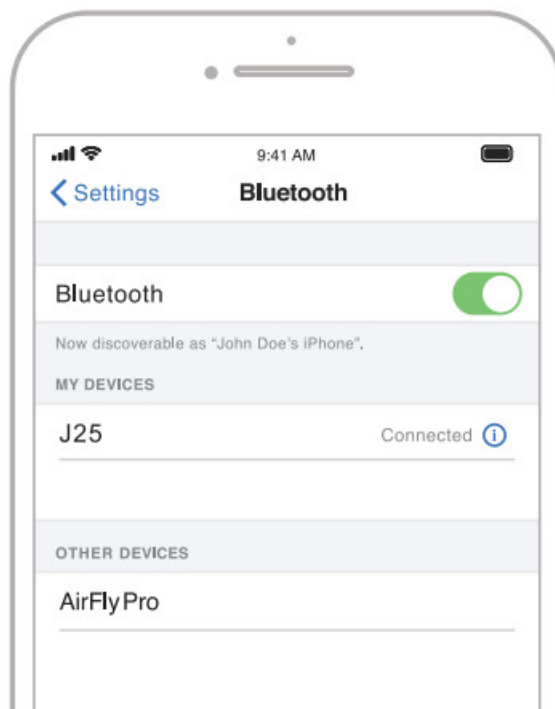 9:41 AM
Settings Bluetooth
Bluetooth
Now discoverable as “John Doe's iPhone”.
MY DEVICES
J25 Connected
OTHER DEVICES
AirFly Pro